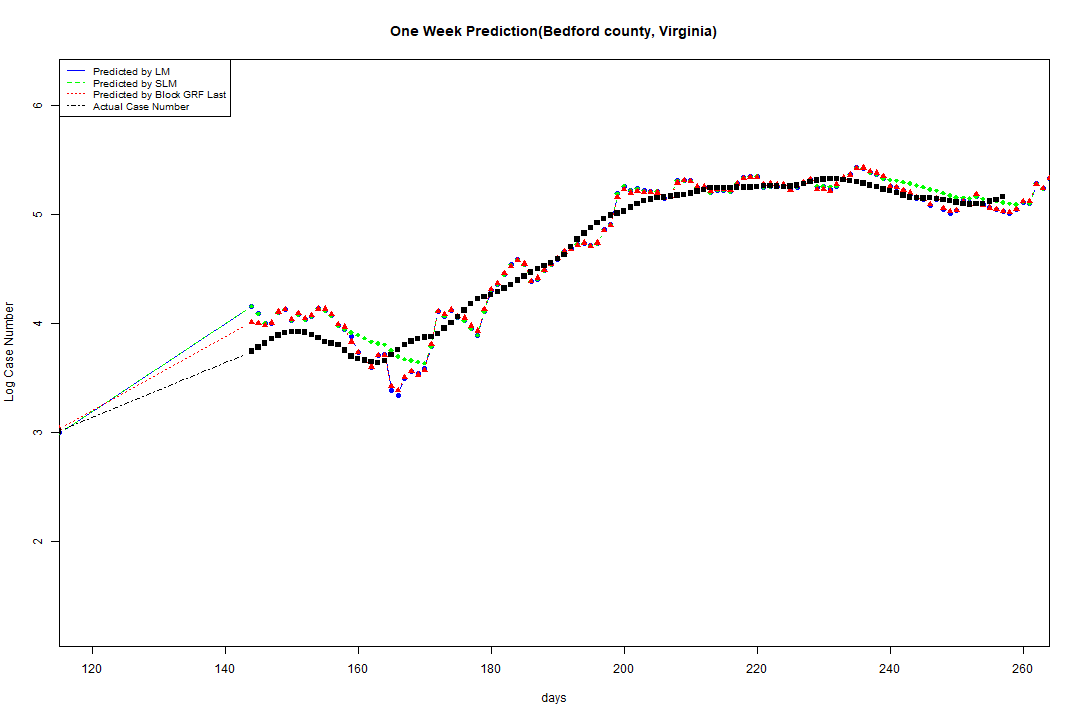 One Week Prediction(Bedford county, Virginia)
Predicted by LM
Predicted by SLM
Predicted by Block GRF Last
Actual Case Number
6
5
4
3
2
Log Case Number
120 140 160 180 200 220 240 260
days